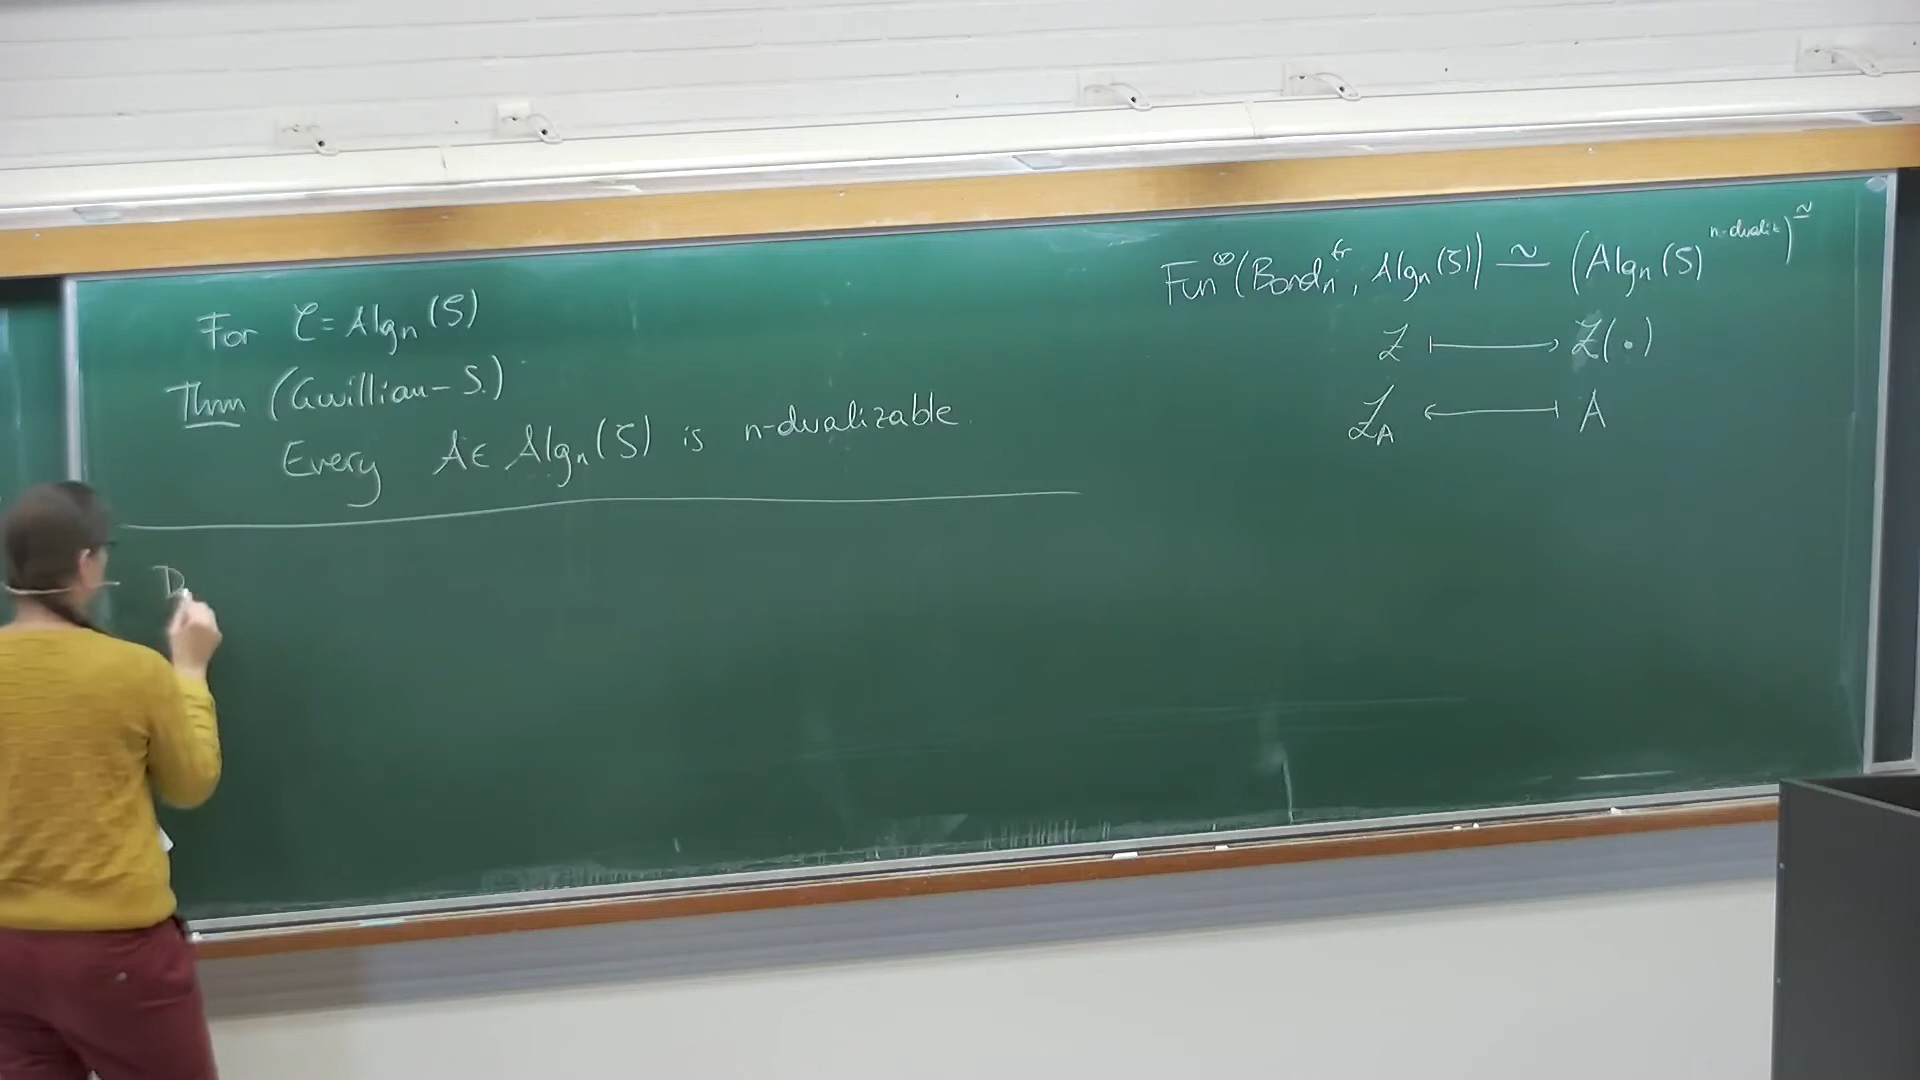 For 𝒞 = Alg_n (S)
Thm (Gwilliam – S.)
Every A ∈ Alg_n (S) is n-dualizable.
D
Fun^⊗ (Bord_n^fr, Alg_n (S)) ≃ (Alg_n (S)^n-dualiz)^≃
Z ⟼ Z(•)
Z_A ⟻ A